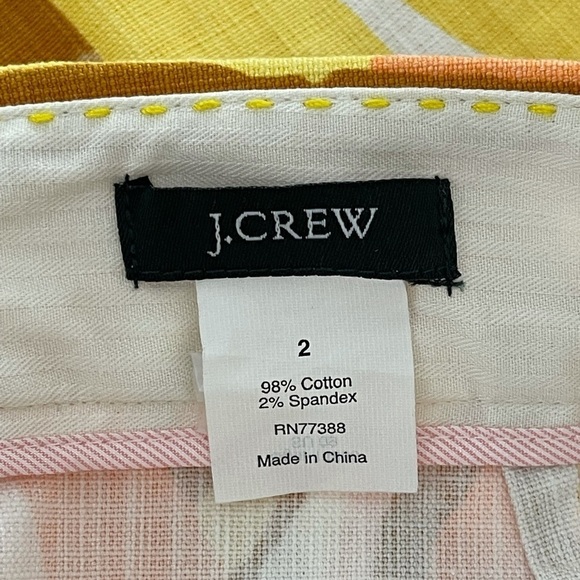 J.CREW
2
98% Cotton
2% Spandex
RN77388
Made in China